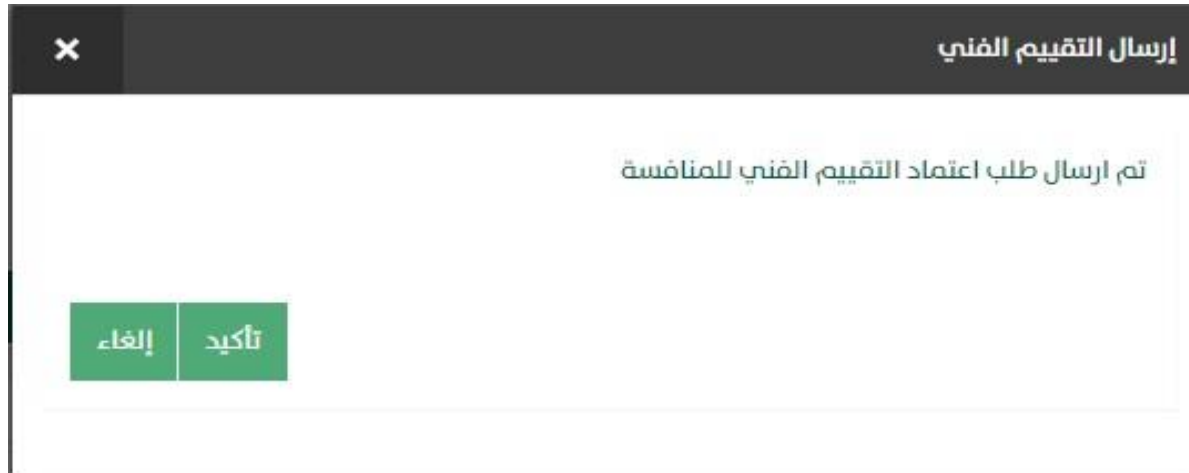 إرسال التقييم الفني
تم ارسال طلب اعتماد التقييم الفني للمنافسة
تأكيد
إلغاء